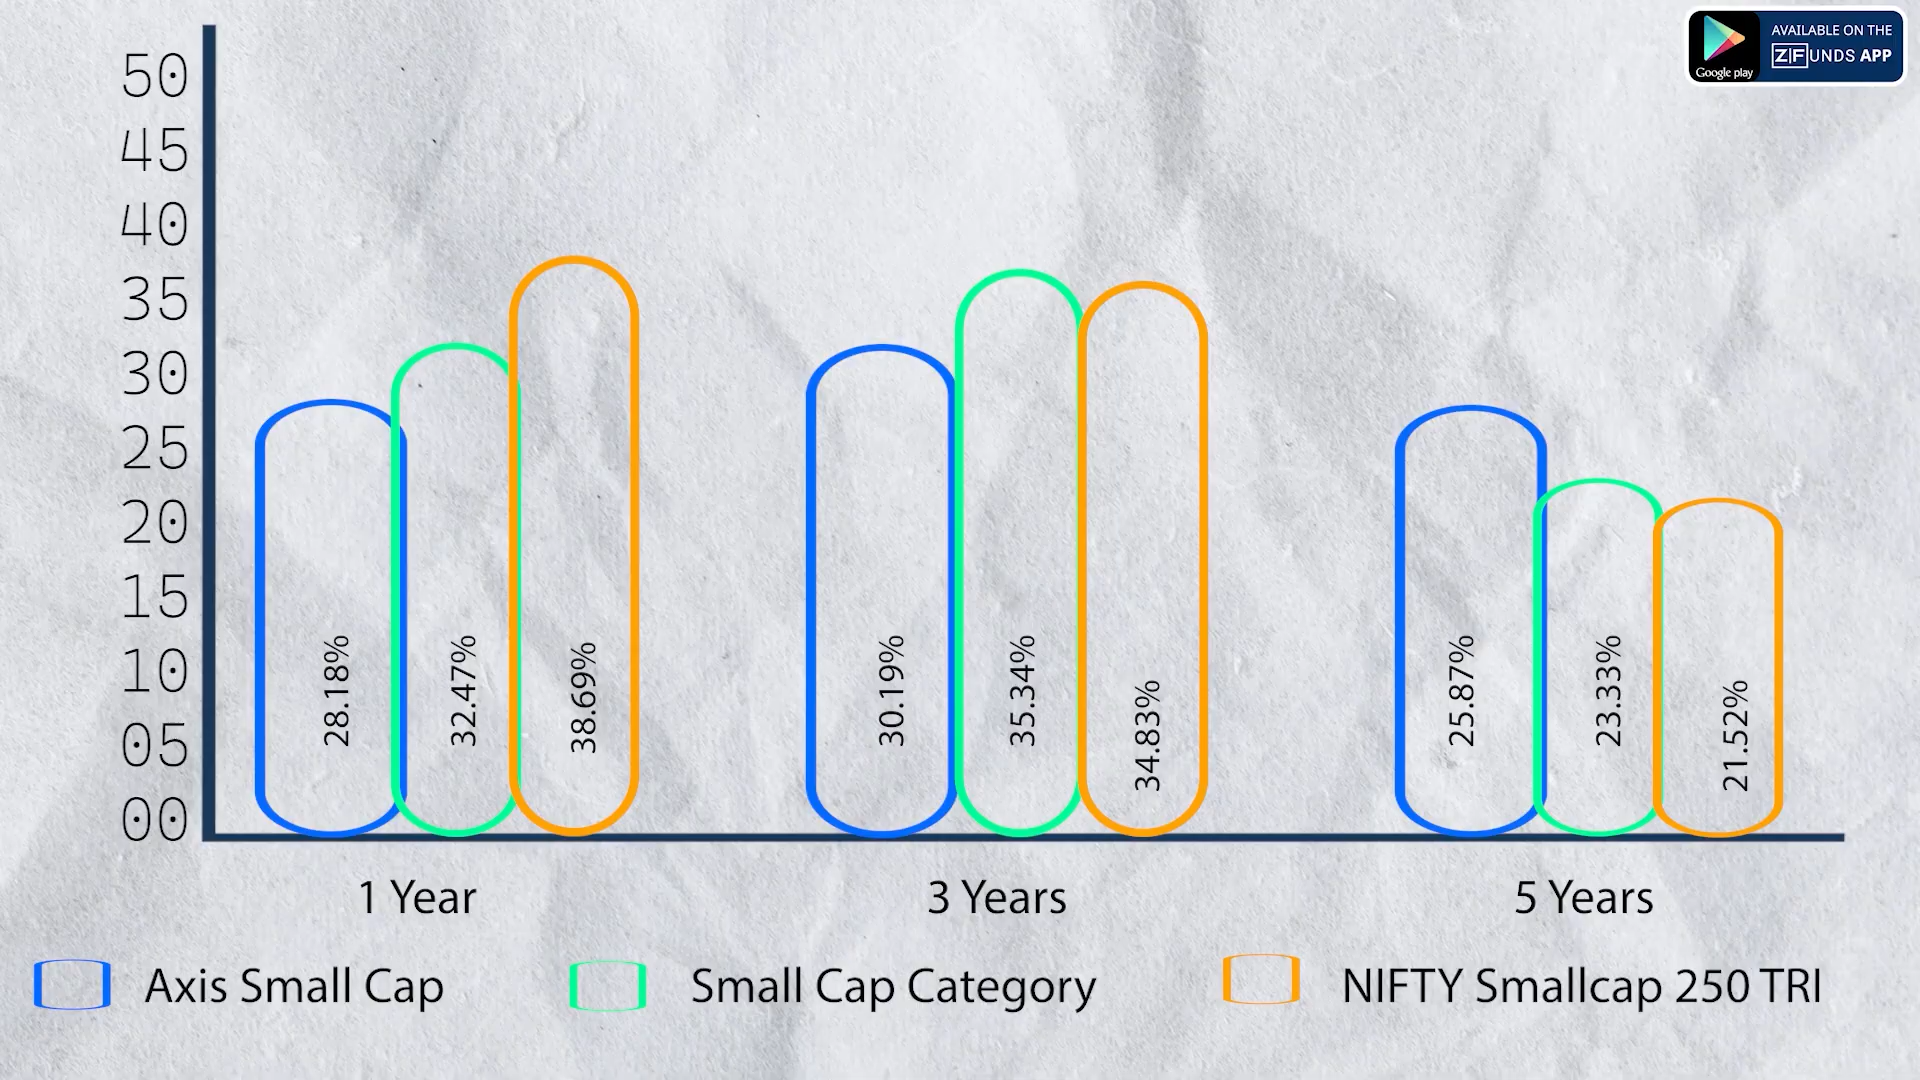 AVAILABLE ON THE
ZFUNDS APP
Google play
50
45
40
35
30
25
20
15
10
05
00
28.18%
32.47%
38.69%
30.19%
35.34%
34.83%
25.87%
23.33%
21.52%
1 Year
3 Years
5 Years
Axis Small Cap
Small Cap Category
NIFTY Smallcap 250 TRI